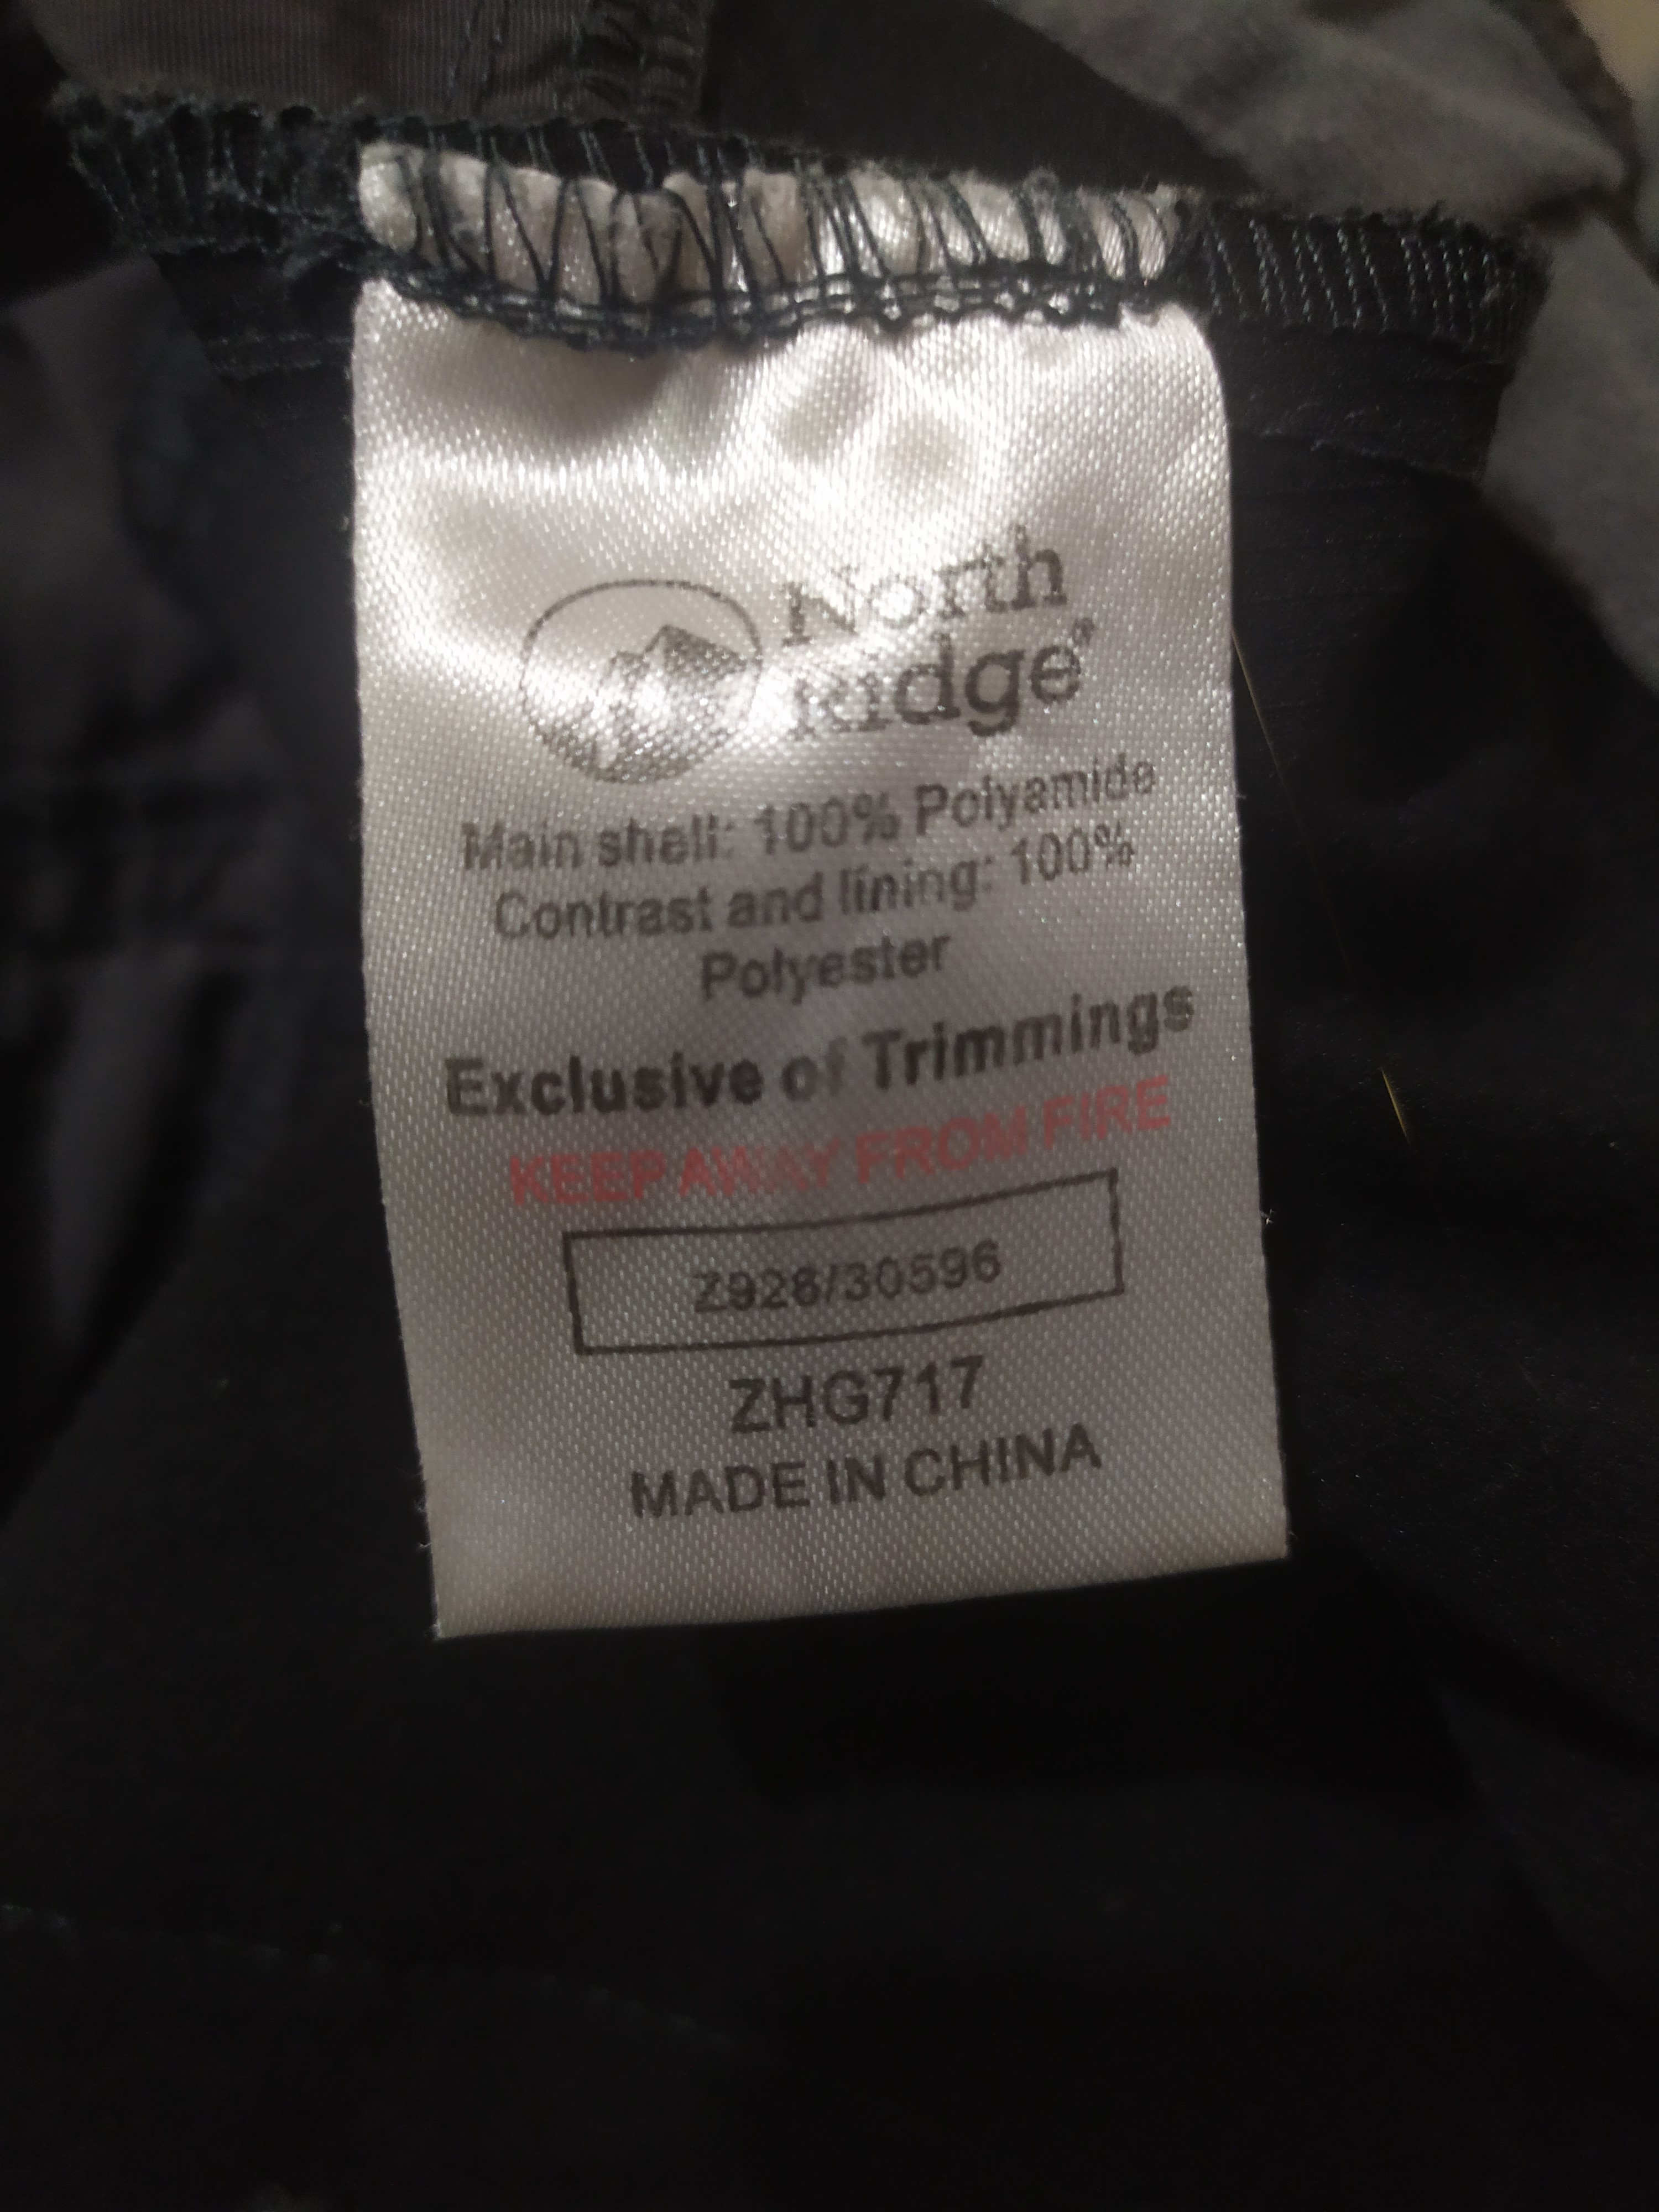 North
Ridge®
Main shell: 100% Polyamide
Contrast and lining: 100%
Polyester
Exclusive of Trimmings
KEEP AWAY FROM FIRE
Z928/30596
ZHG717
MADE IN CHINA